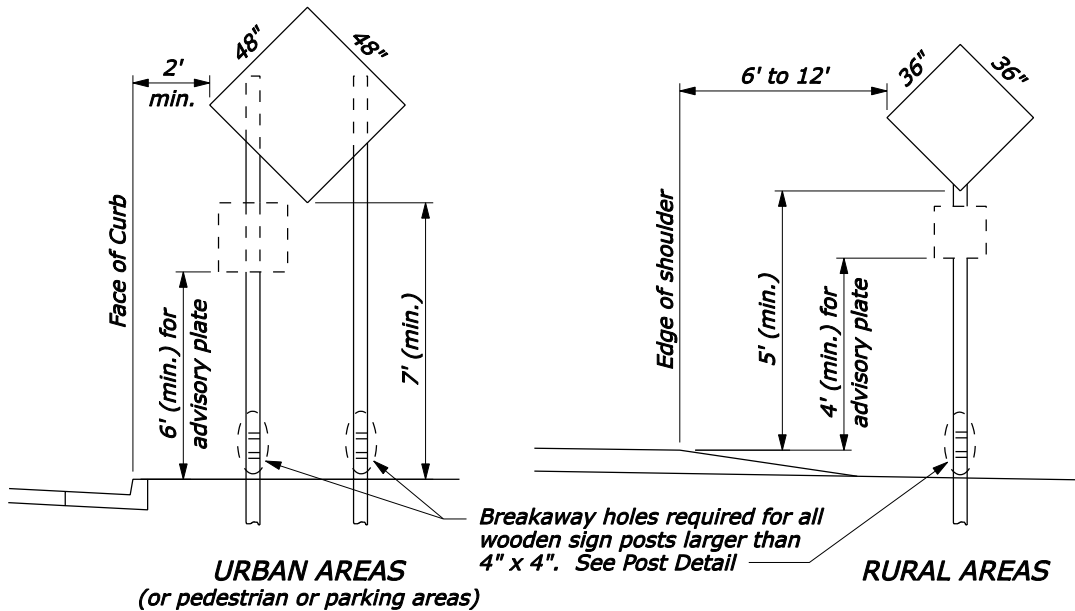 48"
48"
2'
min.
Face of Curb
6' (min.) for
advisory plate
7' (min.)
URBAN AREAS
(or pedestrian or parking areas)
36"
36"
6' to 12'
Edge of shoulder
5' (min.)
4' (min.) for
advisory plate
Breakaway holes required for all
wooden sign posts larger than
4" x 4".  See Post Detail
RURAL AREAS